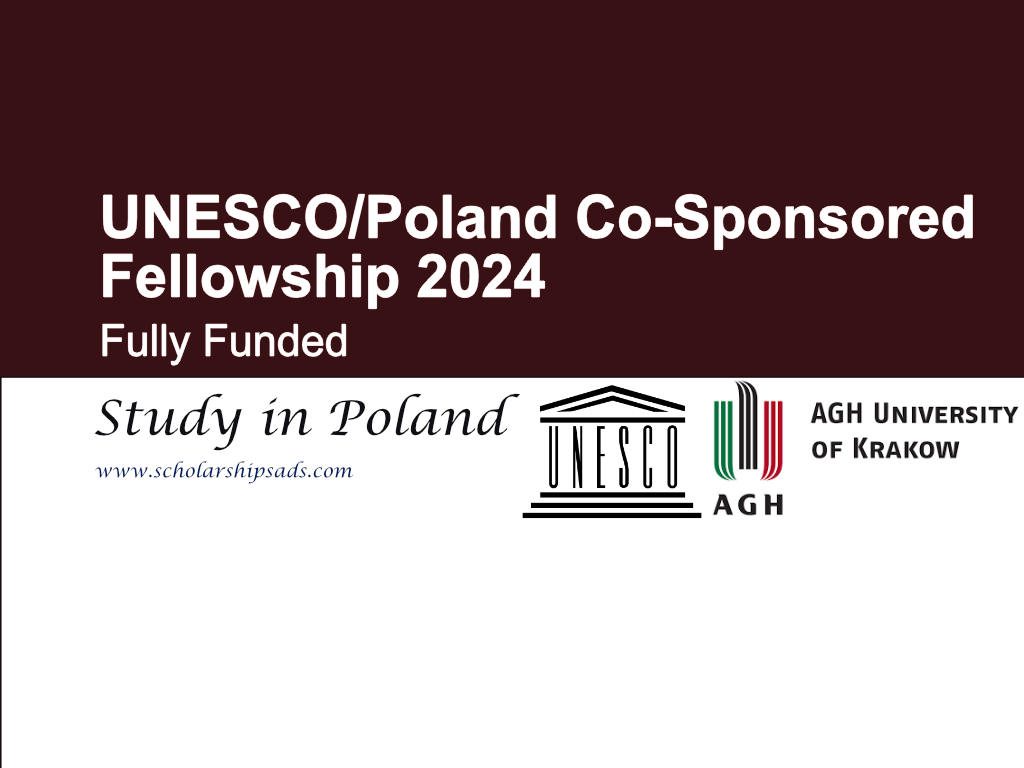 UNESCO/Poland Co-Sponsored
Fellowship 2024
Fully Funded
Study in Poland
www.scholarshipsads.com
UNESCO
AGH
AGH UNIVERSITY
OF KRAKOW